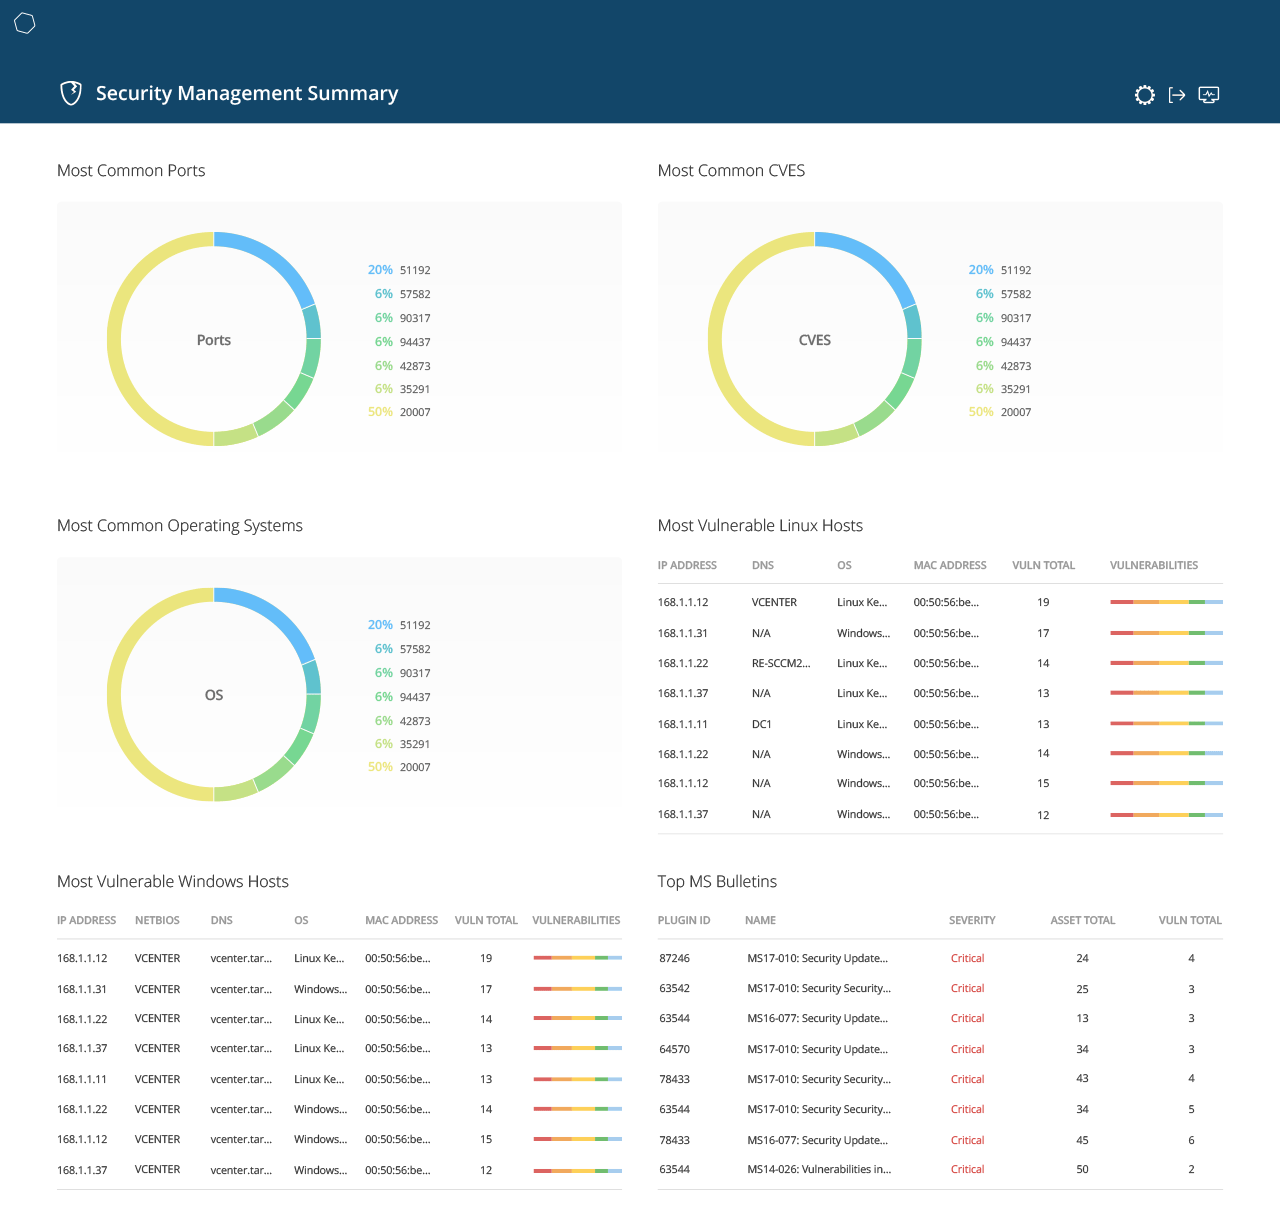 Security Management Summary
Most Common Ports
Ports
20% 51192
6% 57582
6% 90317
6% 94437
6% 42873
6% 35291
50% 20007
Most Common CVES
CVES
20% 51192
6% 57582
6% 90317
6% 94437
6% 42873
6% 35291
50% 20007
Most Common Operating Systems
OS
20% 51192
6% 57582
6% 90317
6% 94437
6% 42873
6% 35291
50% 20007
Most Vulnerable Linux Hosts
IP ADDRESS DNS OS MAC ADDRESS VULN TOTAL VULNERABILITIES
168.1.1.12 VCENTER Linux Ke... 00:50:56:be... 19
168.1.1.31 N/A Windows... 00:50:56:be... 17
168.1.1.22 RE-SCCM2... Linux Ke... 00:50:56:be... 14
168.1.1.37 N/A Linux Ke... 00:50:56:be... 13
168.1.1.11 DC1 Linux Ke... 00:50:56:be... 13
168.1.1.22 N/A Windows... 00:50:56:be... 14
168.1.1.12 N/A Windows... 00:50:56:be... 15
168.1.1.37 N/A Windows... 00:50:56:be... 12
Most Vulnerable Windows Hosts
IP ADDRESS NETBIOS DNS OS MAC ADDRESS VULN TOTAL VULNERABILITIES
168.1.1.12 VCENTER vcenter.tar... Linux Ke... 00:50:56:be... 19
168.1.1.31 VCENTER vcenter.tar... Windows... 00:50:56:be... 17
168.1.1.22 VCENTER vcenter.tar... Linux Ke... 00:50:56:be... 14
168.1.1.37 VCENTER vcenter.tar... Linux Ke... 00:50:56:be... 13
168.1.1.11 VCENTER vcenter.tar... Linux Ke... 00:50:56:be... 13
168.1.1.22 VCENTER vcenter.tar... Windows... 00:50:56:be... 14
168.1.1.12 VCENTER vcenter.tar... Windows... 00:50:56:be... 15
168.1.1.37 VCENTER vcenter.tar... Windows... 00:50:56:be... 12
Top MS Bulletins
PLUGIN ID NAME SEVERITY ASSET TOTAL VULN TOTAL
87246 MS17-010: Security Update... Critical 24 4
63542 MS17-010: Security Security... Critical 25 3
63544 MS16-077: Security Update... Critical 13 3
64570 MS17-010: Security Update... Critical 34 3
78433 MS17-010: Security Security... Critical 43 4
63544 MS17-010: Security Security... Critical 34 5
78433 MS16-077: Security Update... Critical 45 6
63544 MS14-026: Vulnerabilities in... Critical 50 2